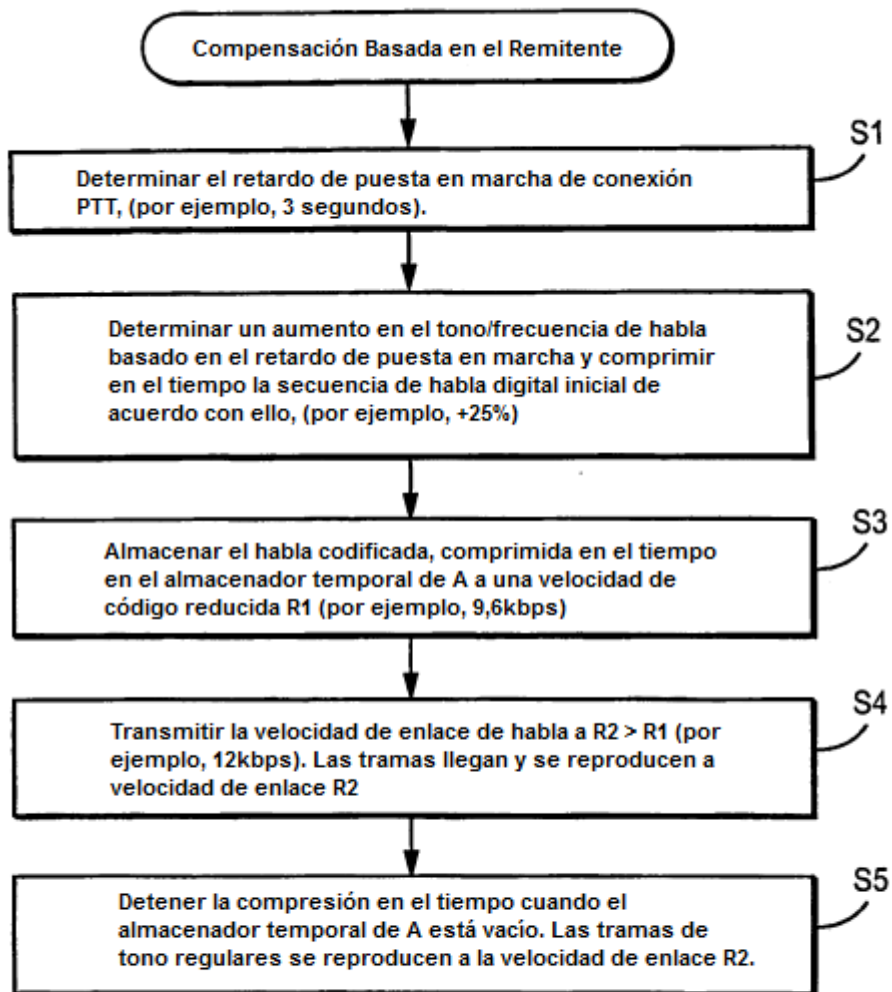 Compensación Basada en el Remitente
S1
Determinar el retardo de puesta en marcha de conexión
PTT, (por ejemplo, 3 segundos).
S2
Determinar un aumento en el tono/frecuencia de habla
basado en el retardo de puesta en marcha y comprimir
en el tiempo la secuencia de habla digital inicial de
acuerdo con ello, (por ejemplo, +25%)
S3
Almacenar el habla codificada, comprimida en el tiempo
en el almacenador temporal de A a una velocidad de
código reducida R1 (por ejemplo, 9,6kbps)
S4
Transmitir la velocidad de enlace de habla a R2 > R1 (por
ejemplo, 12kbps). Las tramas llegan y se reproducen a
velocidad de enlace R2
S5
Detener la compresión en el tiempo cuando el
almacenador temporal de A está vacío. Las tramas de
tono regulares se reproducen a la velocidad de enlace R2.